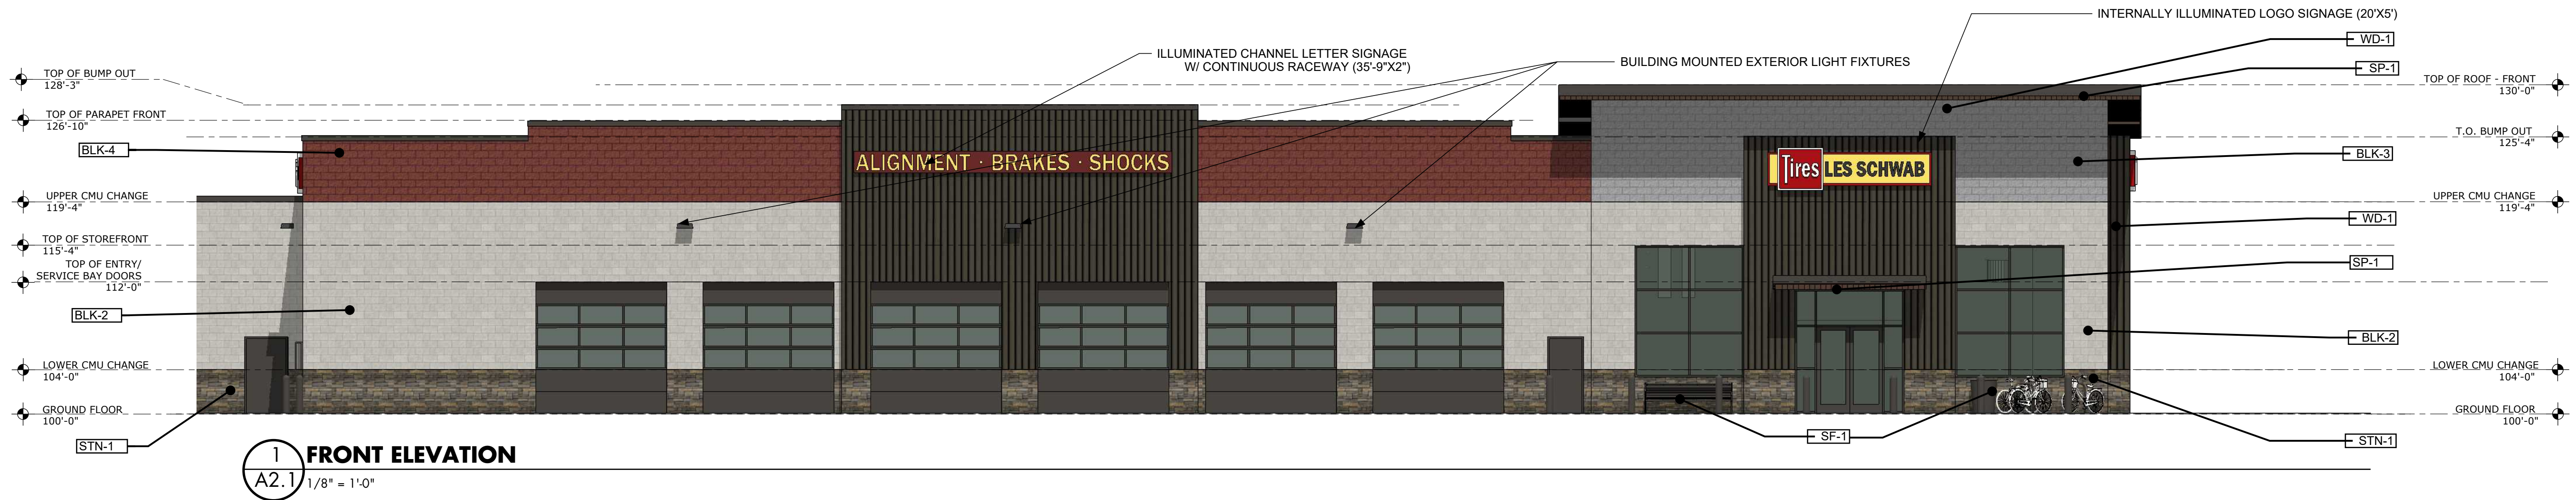 INTERNALLY ILLUMINATED LOGO SIGNAGE (20'X5')
WD-1
ILLUMINATED CHANNEL LETTER SIGNAGE
W/ CONTINUOUS RACEWAY (35'-9"X2")
BUILDING MOUNTED EXTERIOR LIGHT FIXTURES
SP-1
TOP OF BUMP OUT
128'-3"
TOP OF ROOF - FRONT
130'-0"
TOP OF PARAPET FRONT
126'-10"
T.O. BUMP OUT
125'-4"
BLK-4
BLK-3
ALIGNMENT · BRAKES · SHOCKS
Tires LES SCHWAB
UPPER CMU CHANGE
119'-4"
UPPER CMU CHANGE
119'-4"
WD-1
TOP OF STOREFRONT
115'-4"
TOP OF ENTRY/
SERVICE BAY DOORS
112'-0"
SP-1
BLK-2
BLK-2
LOWER CMU CHANGE
104'-0"
LOWER CMU CHANGE
104'-0"
GROUND FLOOR
100'-0"
GROUND FLOOR
100'-0"
STN-1
SF-1
STN-1
1
A2.1
FRONT ELEVATION
1/8" = 1'-0"